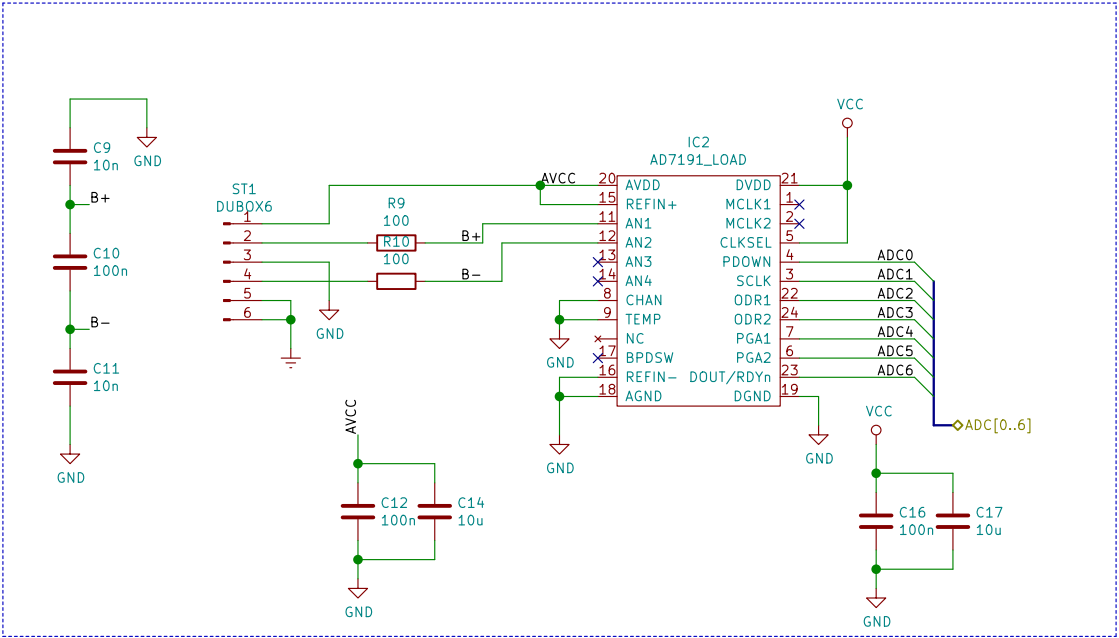 C9
10n
GND
B+
C10
100n
B-
C11
10n
GND
ST1
DUBOX6
1
2
3
4
5
6
R9
100
R10
100
B+
B-
GND
AVCC
IC2
AD7191_LOAD
20 AVDD DVDD 21
15 REFIN+ MCLK1 1
11 AN1 MCLK2 2
12 AN2 CLKSEL 5
13 AN3 PDOWN 4
14 AN4 SCLK 3
8 CHAN ODR1 22
9 TEMP ODR2 24
NC PGA1 7
17 BPDSW PGA2 6
16 REFIN- DOUT/RDYn 23
18 AGND DGND 19
GND
GND
VCC
ADC0
ADC1
ADC2
ADC3
ADC4
ADC5
ADC6
ADC[0..6]
GND
AVCC
C12
100n
C14
10u
GND
VCC
C16
100n
C17
10u
GND